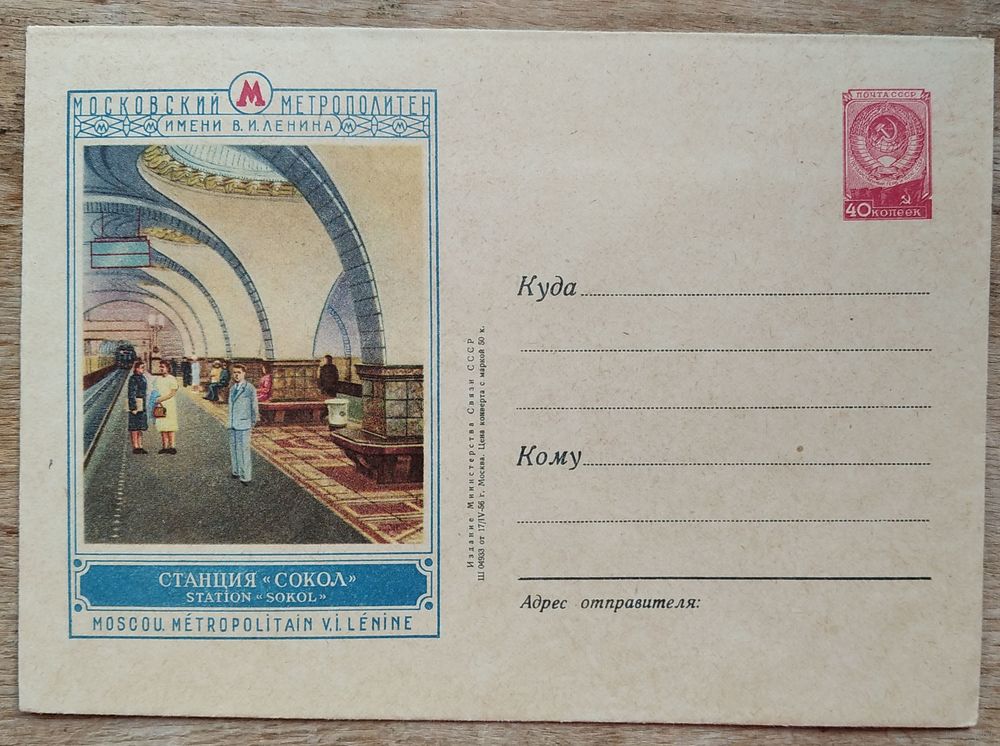 МОСКОВСКИЙ М МЕТРОПОЛИТЕН
ИМЕНИ В.И.ЛЕНИНА
СТАНЦИЯ «СОКОЛ»
STATION «SOKOL»
MOSCOU. MÉTROPOLITAIN V.I.LÉNINE
Издание Министерства Связи СССР
Ш 04933 от 17/IV-56 г. Москва. Цена конверта с маркой 50 к.
ПОЧТА СССР
40 КОПЕЕК
Куда
Кому
Адрес отправителя: